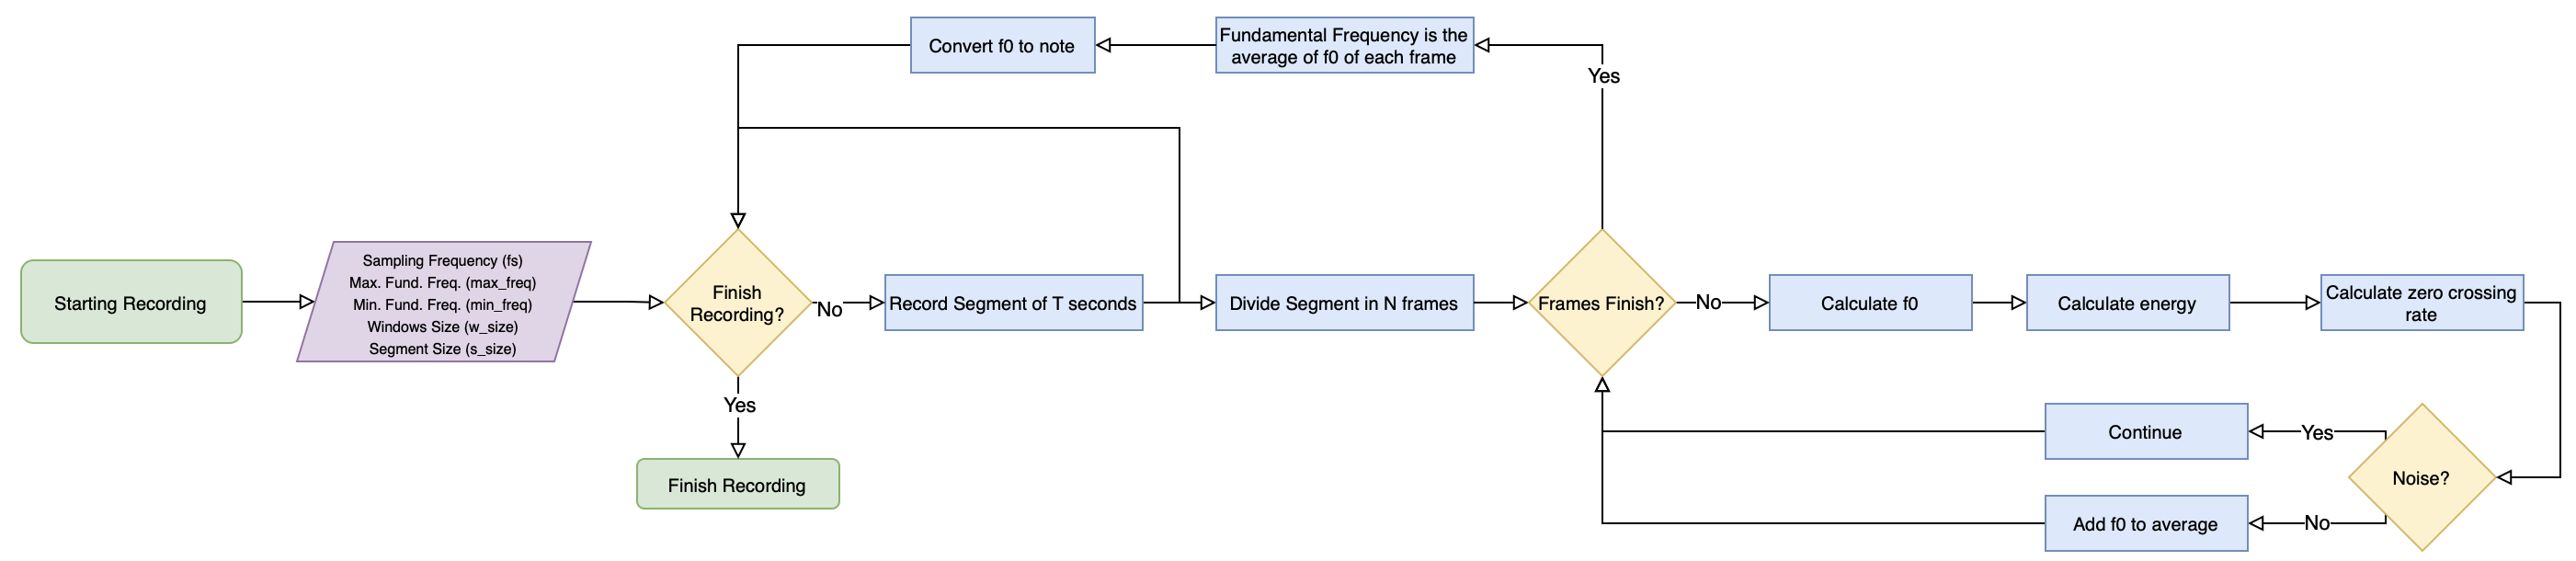 Convert f0 to note
Fundamental Frequency is the
average of f0 of each frame
Yes
Starting Recording
Sampling Frequency (fs)
Max. Fund. Freq. (max_freq)
Min. Fund. Freq. (min_freq)
Windows Size (w_size)
Segment Size (s_size)
Finish
Recording?
No
Record Segment of T seconds
Divide Segment in N frames
Frames Finish?
No
Calculate f0
Calculate energy
Calculate zero crossing
rate
Yes
Finish Recording
Continue
Yes
Noise?
Add f0 to average
No